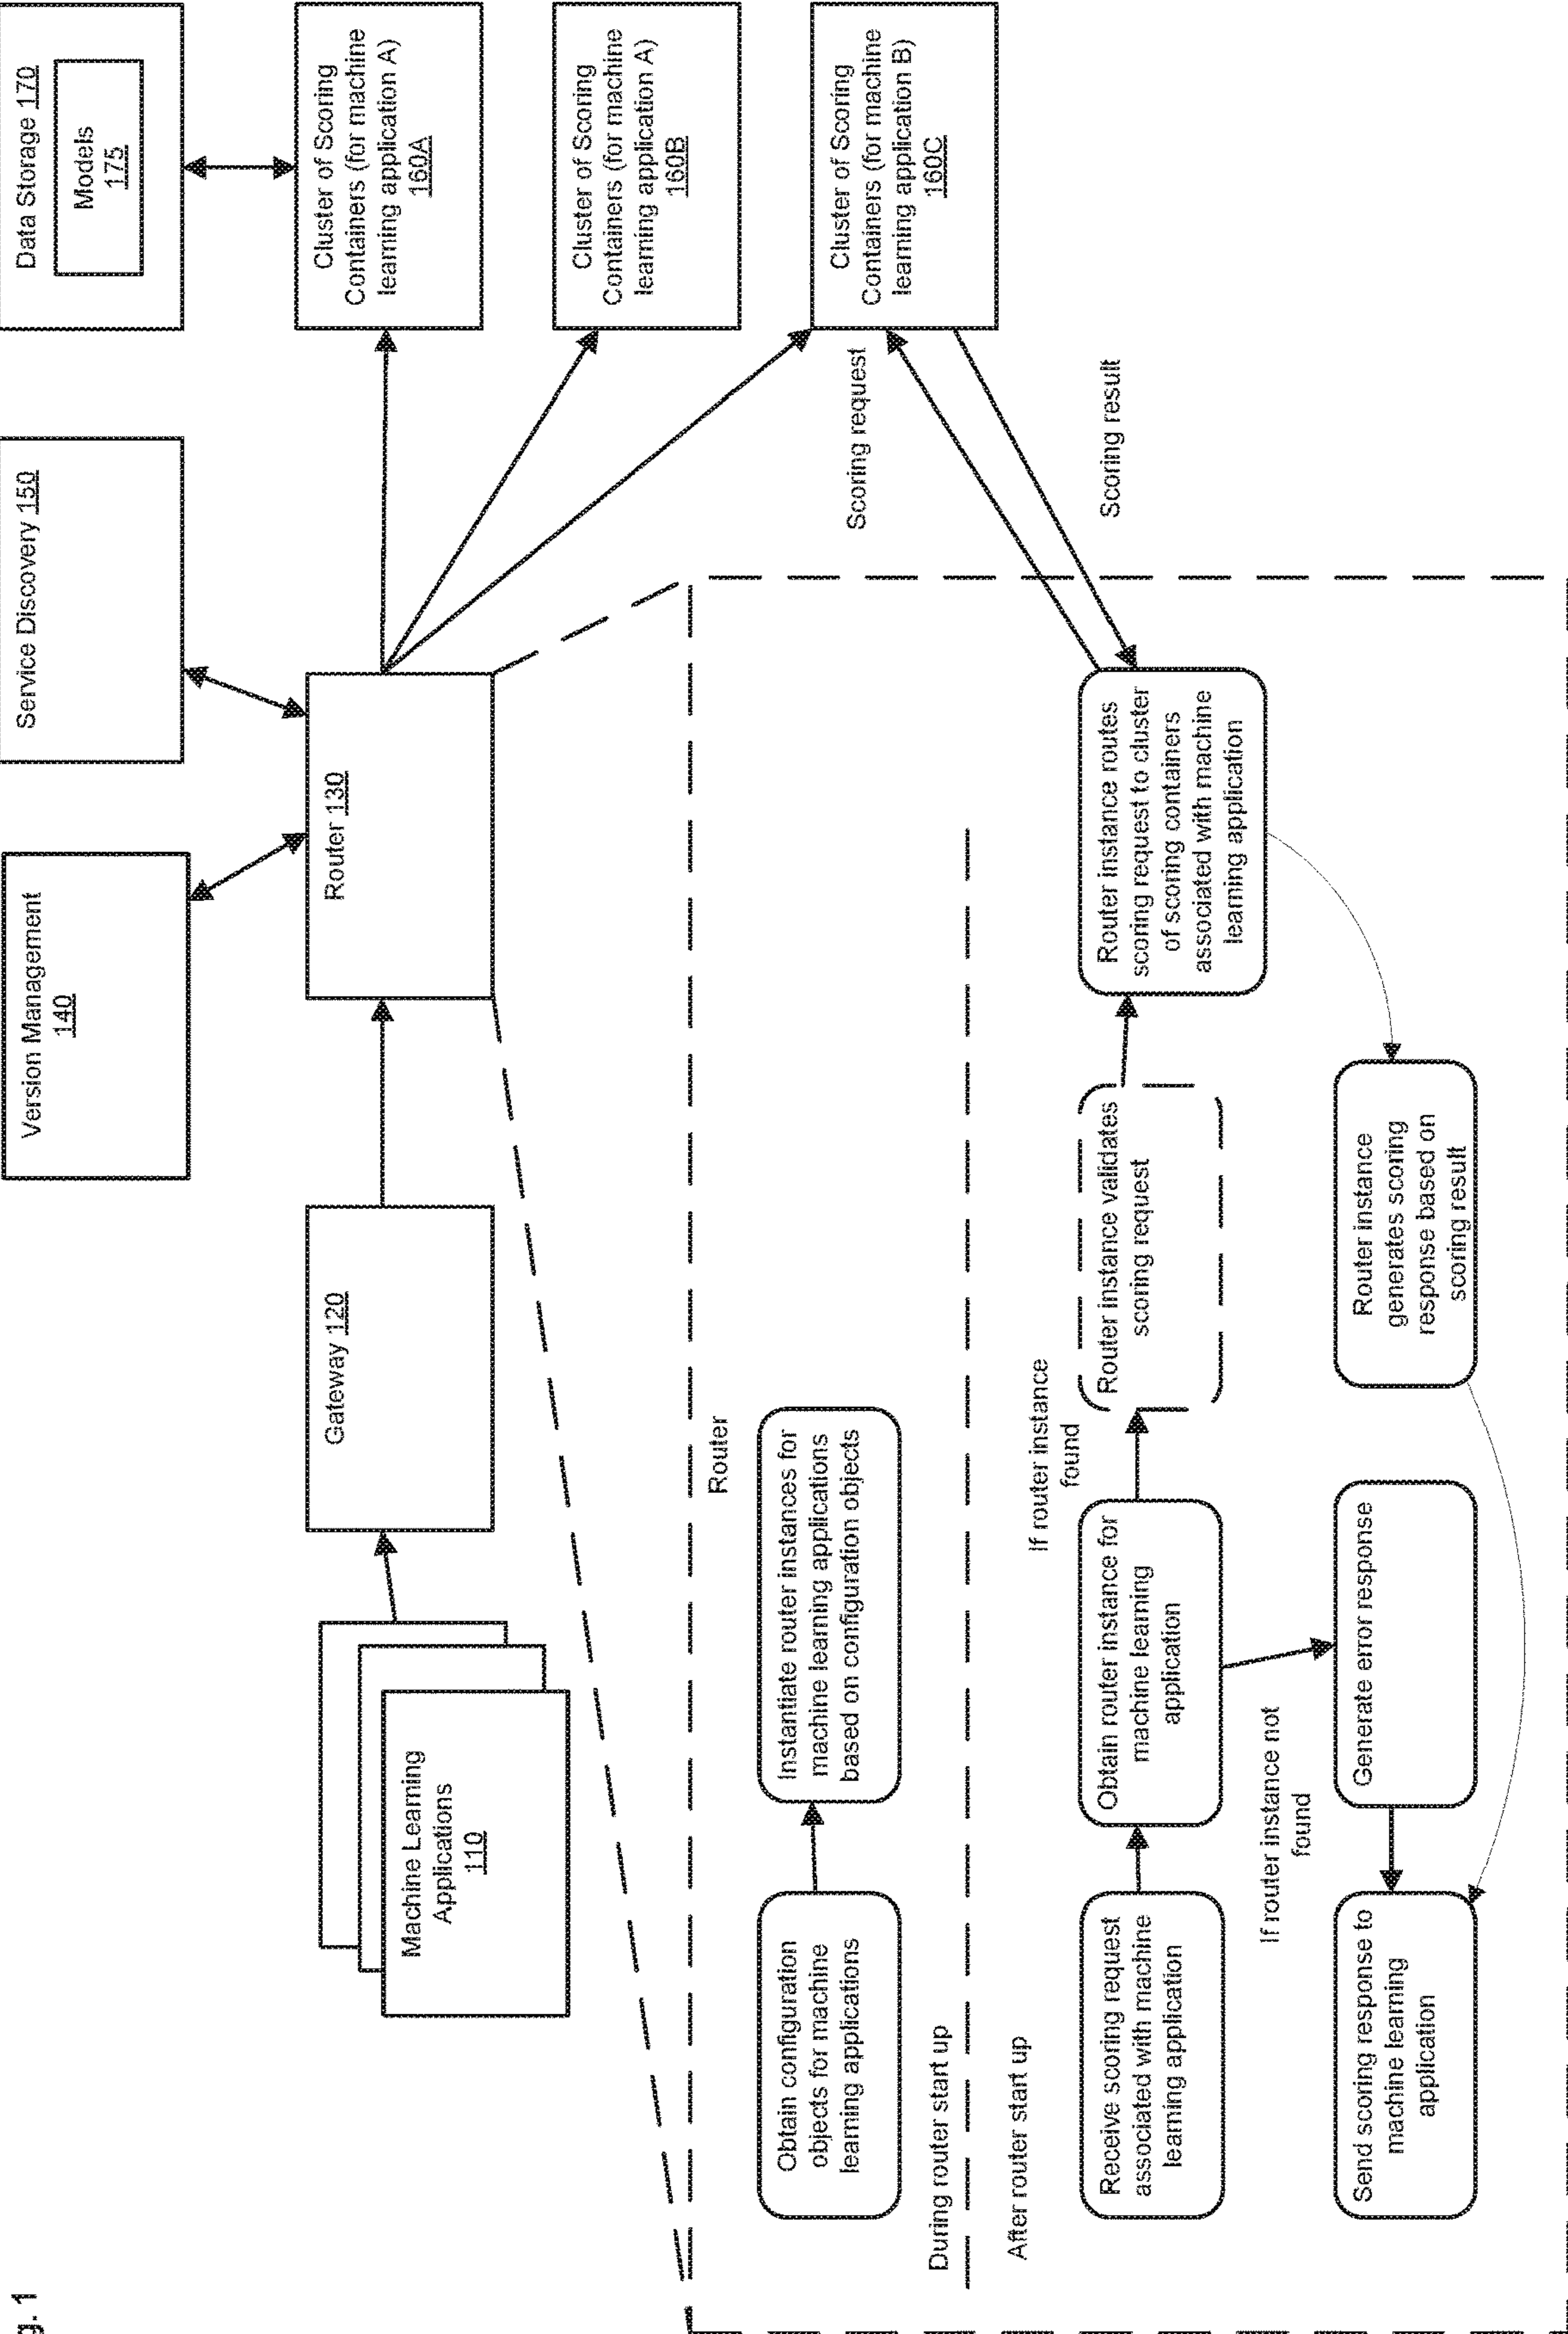 g. 1
Version Management
140
Service Discovery 150
Data Storage 170
Models
175
Machine Learning
Applications
110
Gateway 120
Router 130
Cluster of Scoring
Containers (for machine
learning application A)
160A
Cluster of Scoring
Containers (for machine
learning application A)
160B
Cluster of Scoring
Containers (for machine
learning application B)
160C
Scoring request
Scoring result
Router
Obtain configuration
objects for machine
learning applications
Instantiate router instances for
machine learning applications
based on configuration objects
During router start up
After router start up
Receive scoring request
associated with machine
learning application
Obtain router instance for
machine learning
application
If router instance
found
Router instance validates
scoring request
Router instance routes
scoring request to cluster
of scoring containers
associated with machine
learning application
If router instance not
found
Send scoring response to
machine learning
application
Generate error response
Router instance
generates scoring
response based on
scoring result